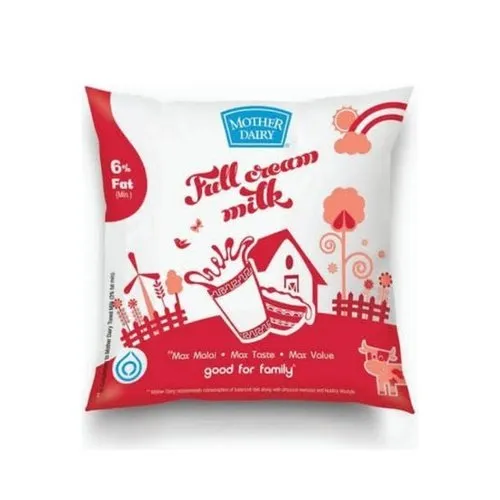 MOTHER
DAIRY
6%
Fat
(Min.)
Full cream
milk
Max Malai • Max Taste • Max Value
good for family*